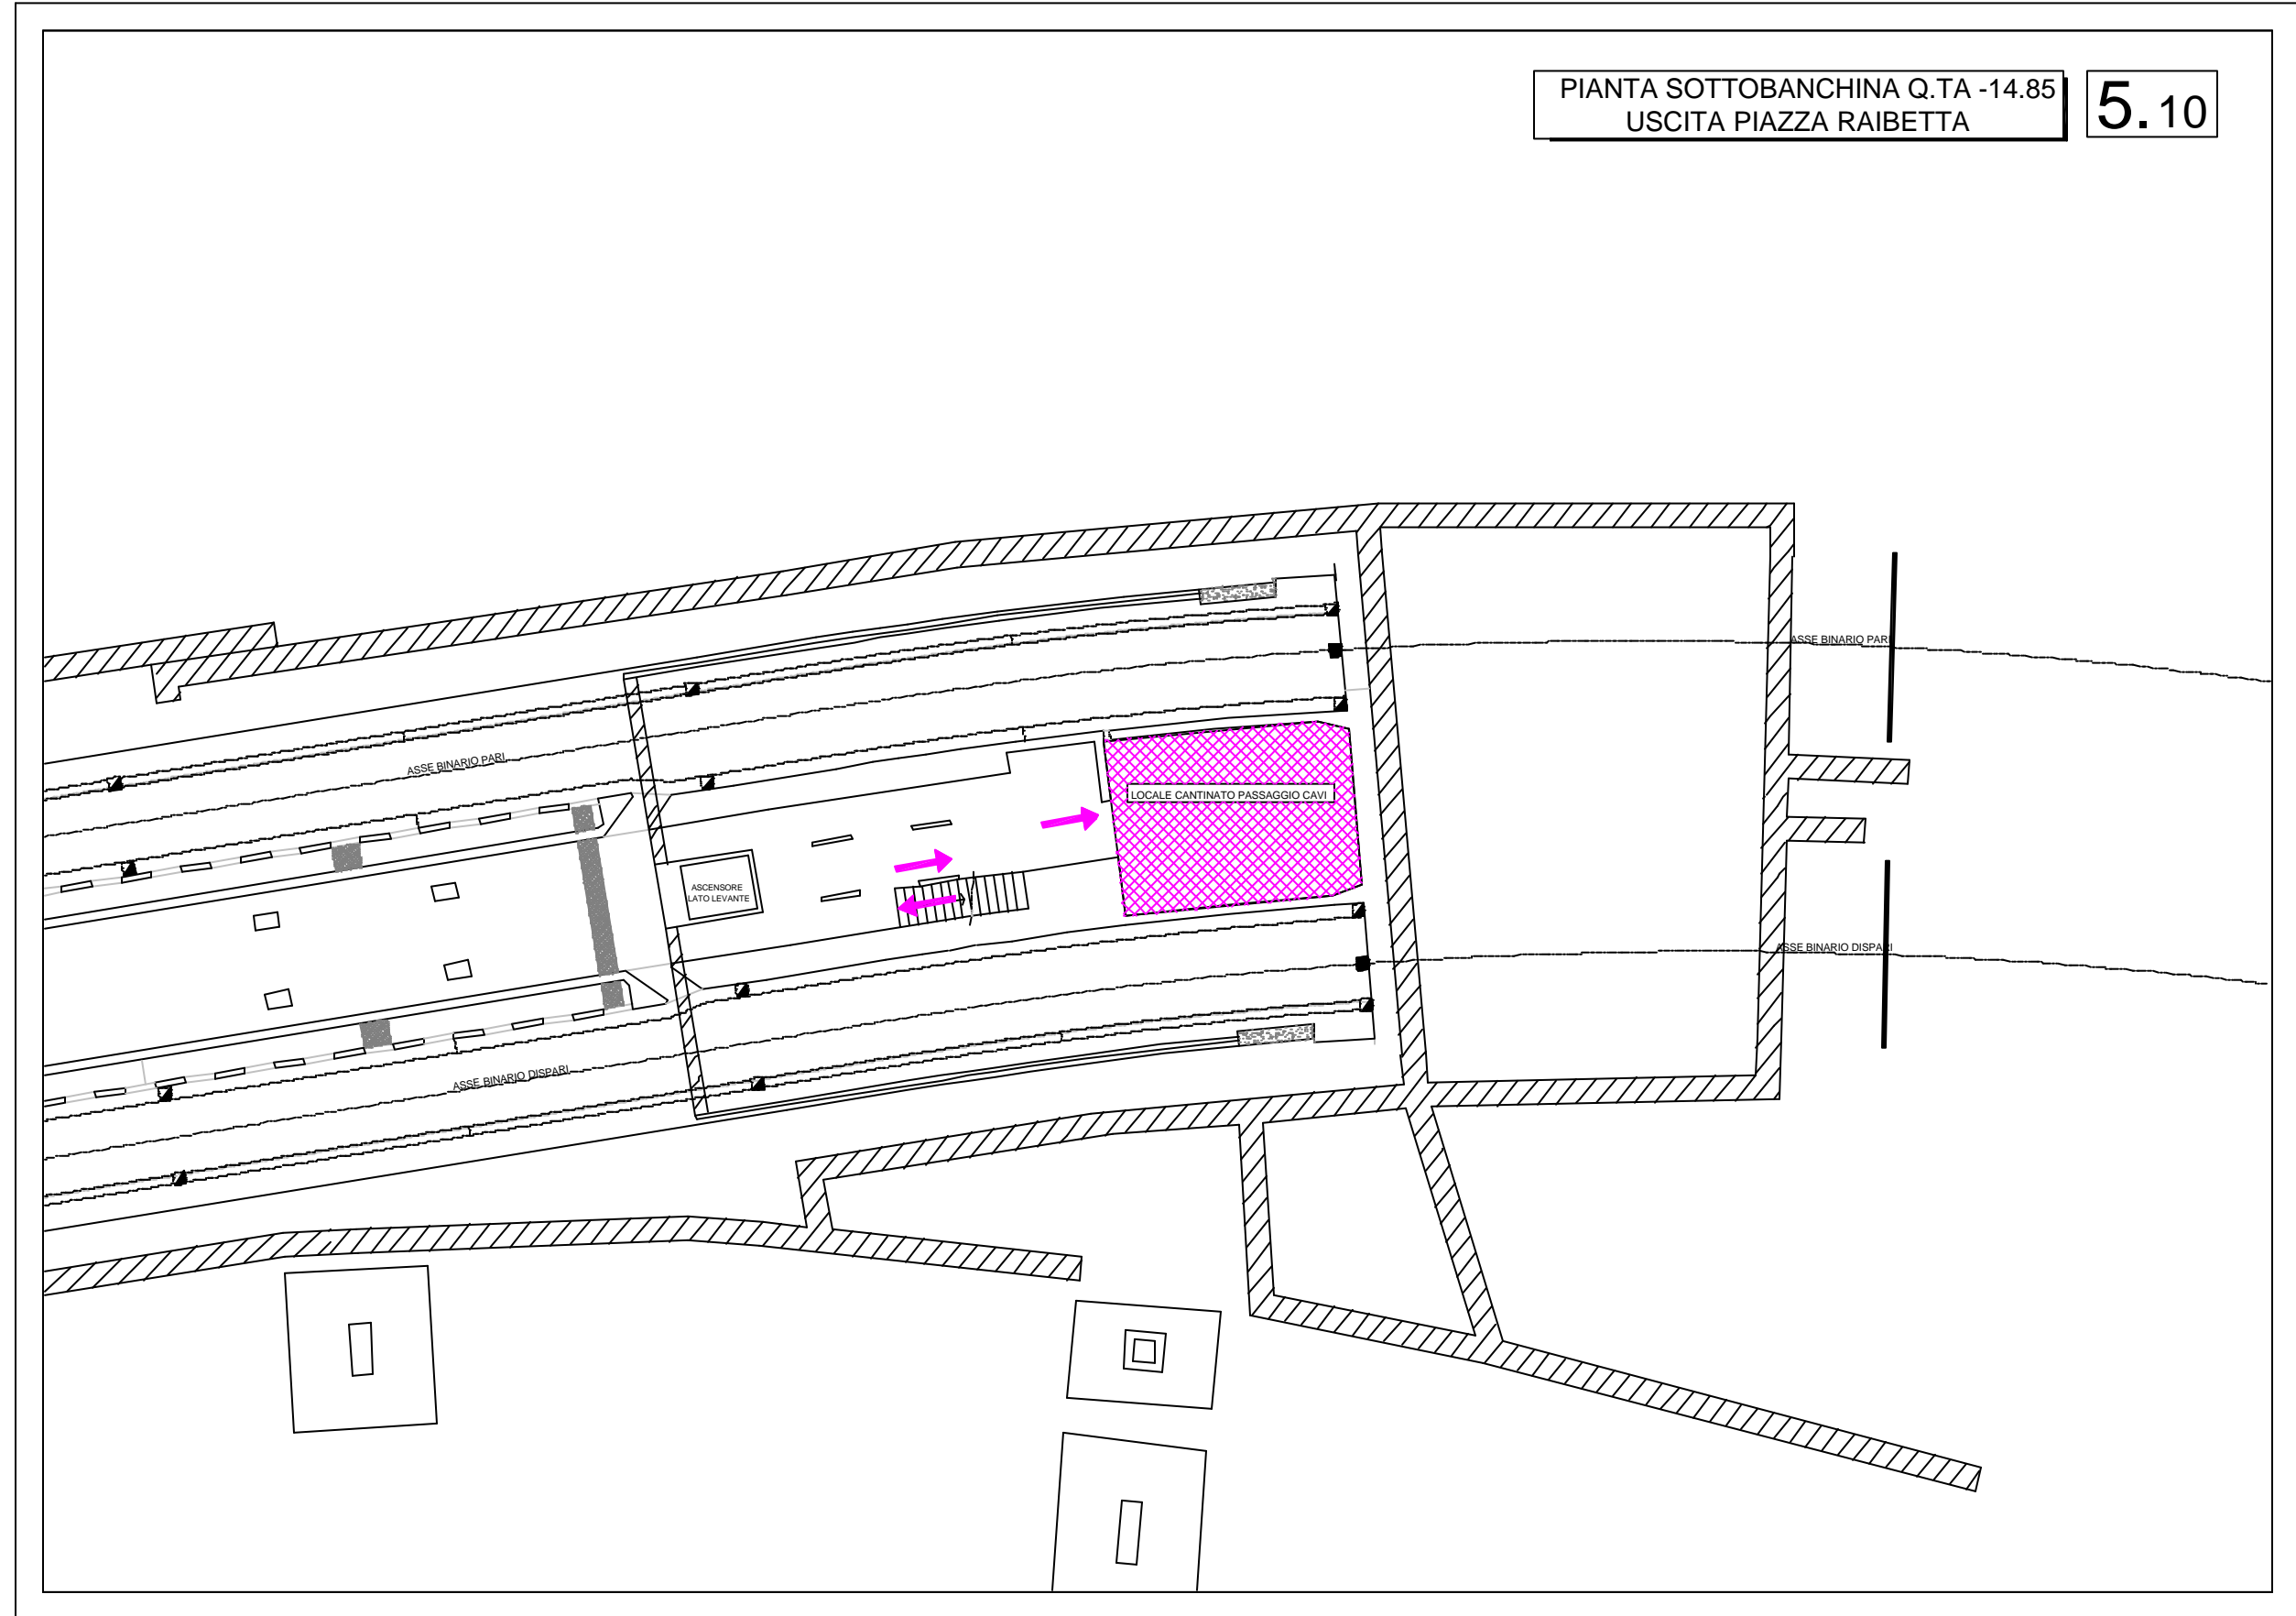 PIANTA SOTTOBANCHINA Q.TA -14.85
USCITA PIAZZA RAIBETTA
5.10
ASSE BINARIO PARI
ASSE BINARIO PARI
LOCALE CANTINATO PASSAGGIO CAVI
ASCENSORE
LATO LEVANTE
ASSE BINARIO DISPARI
ASSE BINARIO DISPARI